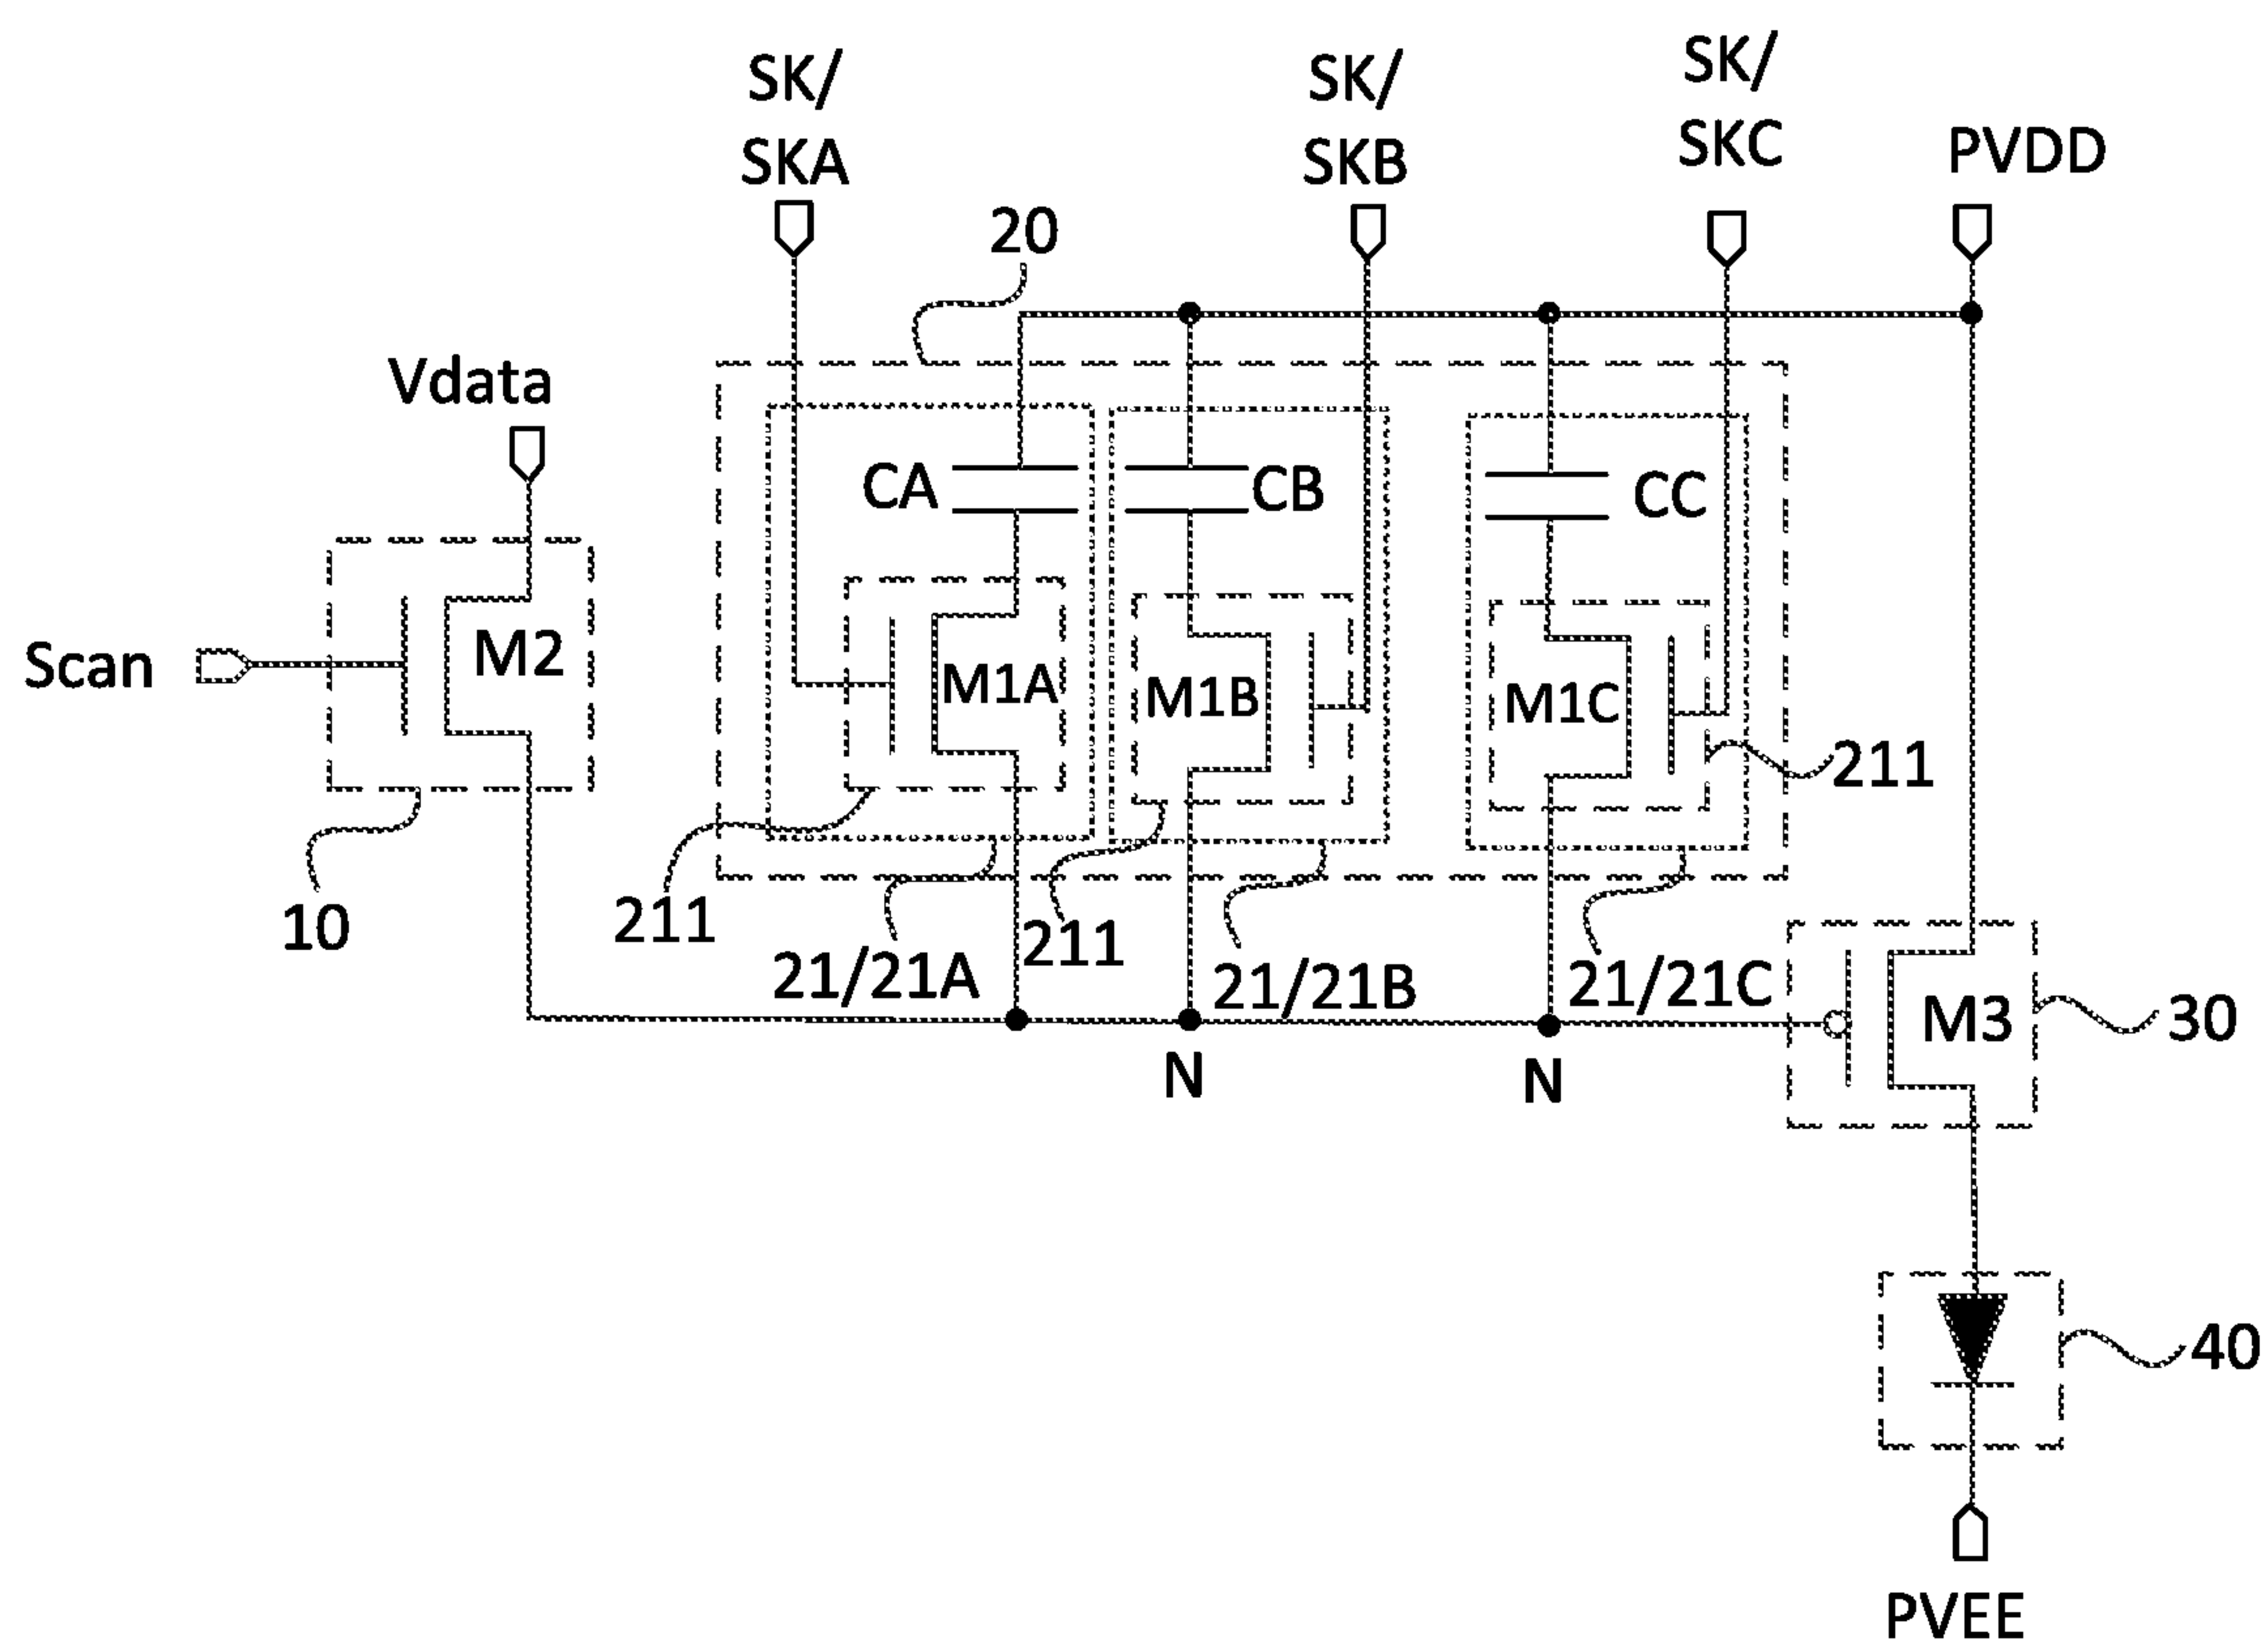 SK/
SKA
SK/
SKB
SK/
SKC
PVDD
20
Vdata
CA
CB
CC
Scan
M2
M1A
M1B
M1C
211
10
211
211
21/21A
21/21B
21/21C
M3
30
N
N
40
PVEE